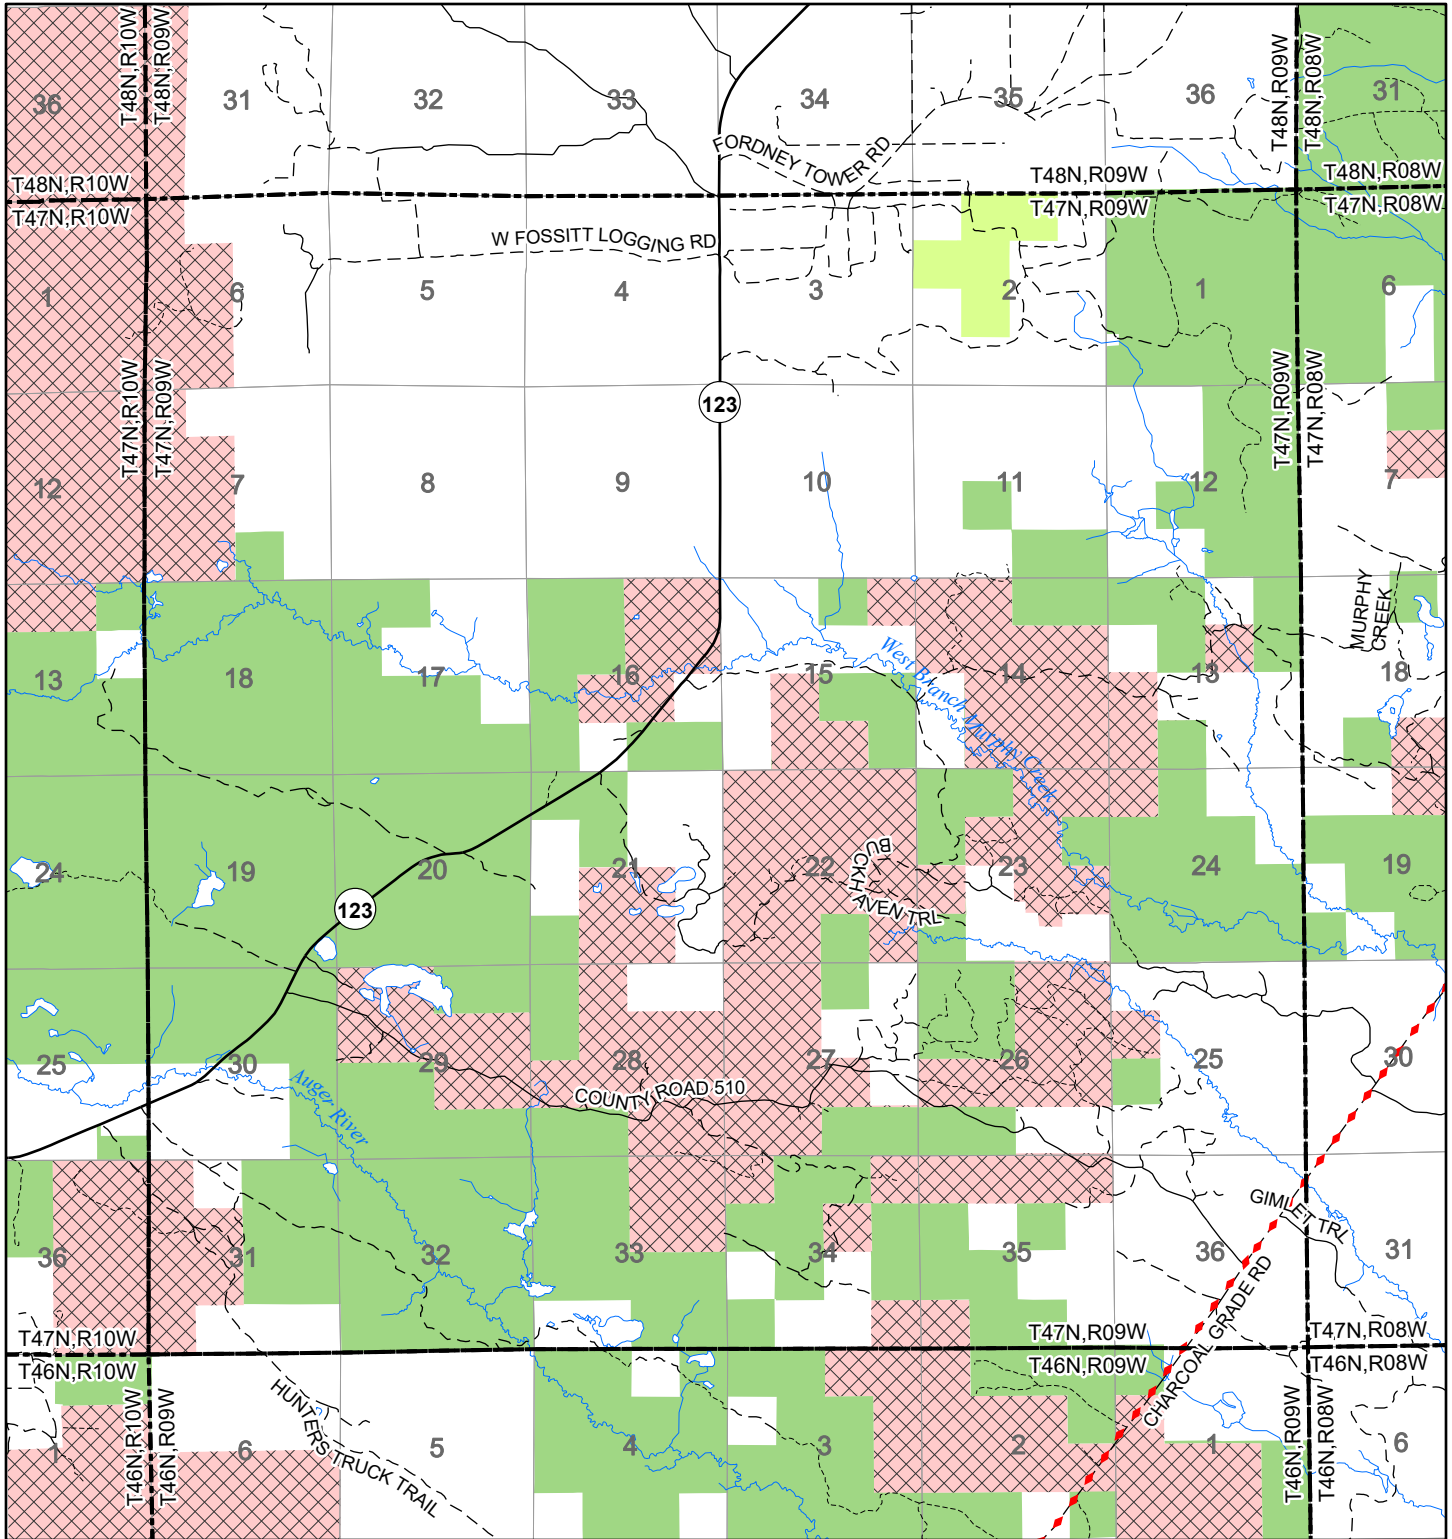 T48N,R10W
T48N,R09W
T48N,R09W
T48N,R08W
36
31
32
33
34
35
36
31
FORDNEY TOWER RD
T48N,R10W
T47N,R10W
T48N,R09W
T47N,R09W
T48N,R08W
T47N,R08W
W FOSSITT LOGGING RD
1
6
5
4
3
2
1
6
T47N,R10W
T47N,R09W
123
T47N,R09W
T47N,R08W
12
7
8
9
10
11
12
7
MURPHY
CREEK
West Branch Murphy Creek
13
18
17
16
15
14
13
18
24
19
20
21
22
23
24
19
BUCKHAVEN TRL
123
25
30
29
28
27
26
25
30
Auger River
COUNTY ROAD 510
GIMLET TRL
36
31
32
33
34
35
36
31
CHARCOAL GRADE RD
T47N,R10W
T46N,R10W
T47N,R09W
T46N,R09W
T47N,R08W
T46N,R08W
T46N,R10W
T46N,R09W
HUNTERS TRUCK TRAIL
T46N,R09W
T46N,R08W
1
6
5
4
3
2
1
6